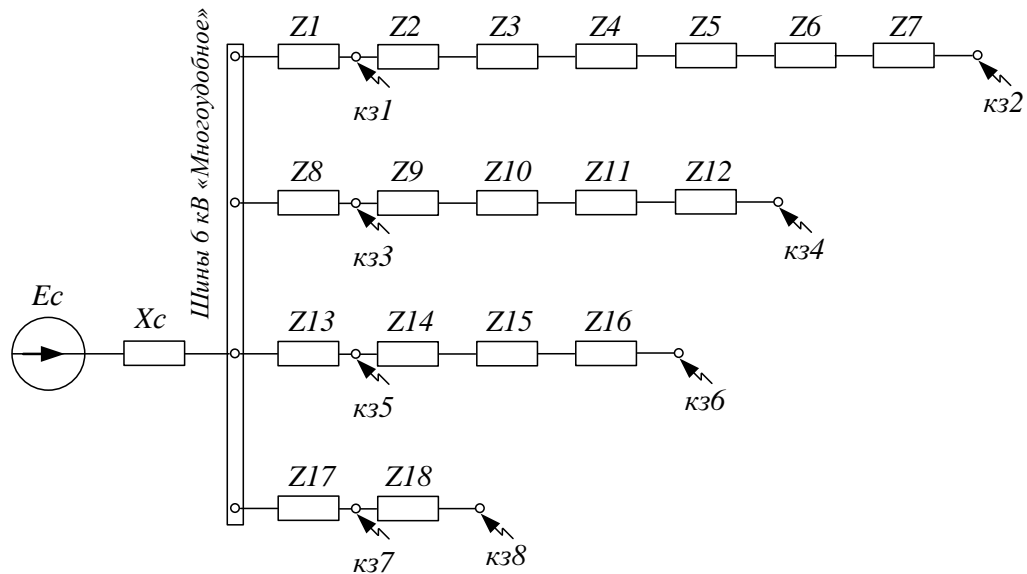 Z1 Z2 Z3 Z4 Z5 Z6 Z7
кз1
кз2
Шины 6 кВ «Многоудобное»
Z8 Z9 Z10 Z11 Z12
кз3
кз4
Ec
Xc
Z13 Z14 Z15 Z16
кз5
кз6
Z17 Z18
кз7
кз8